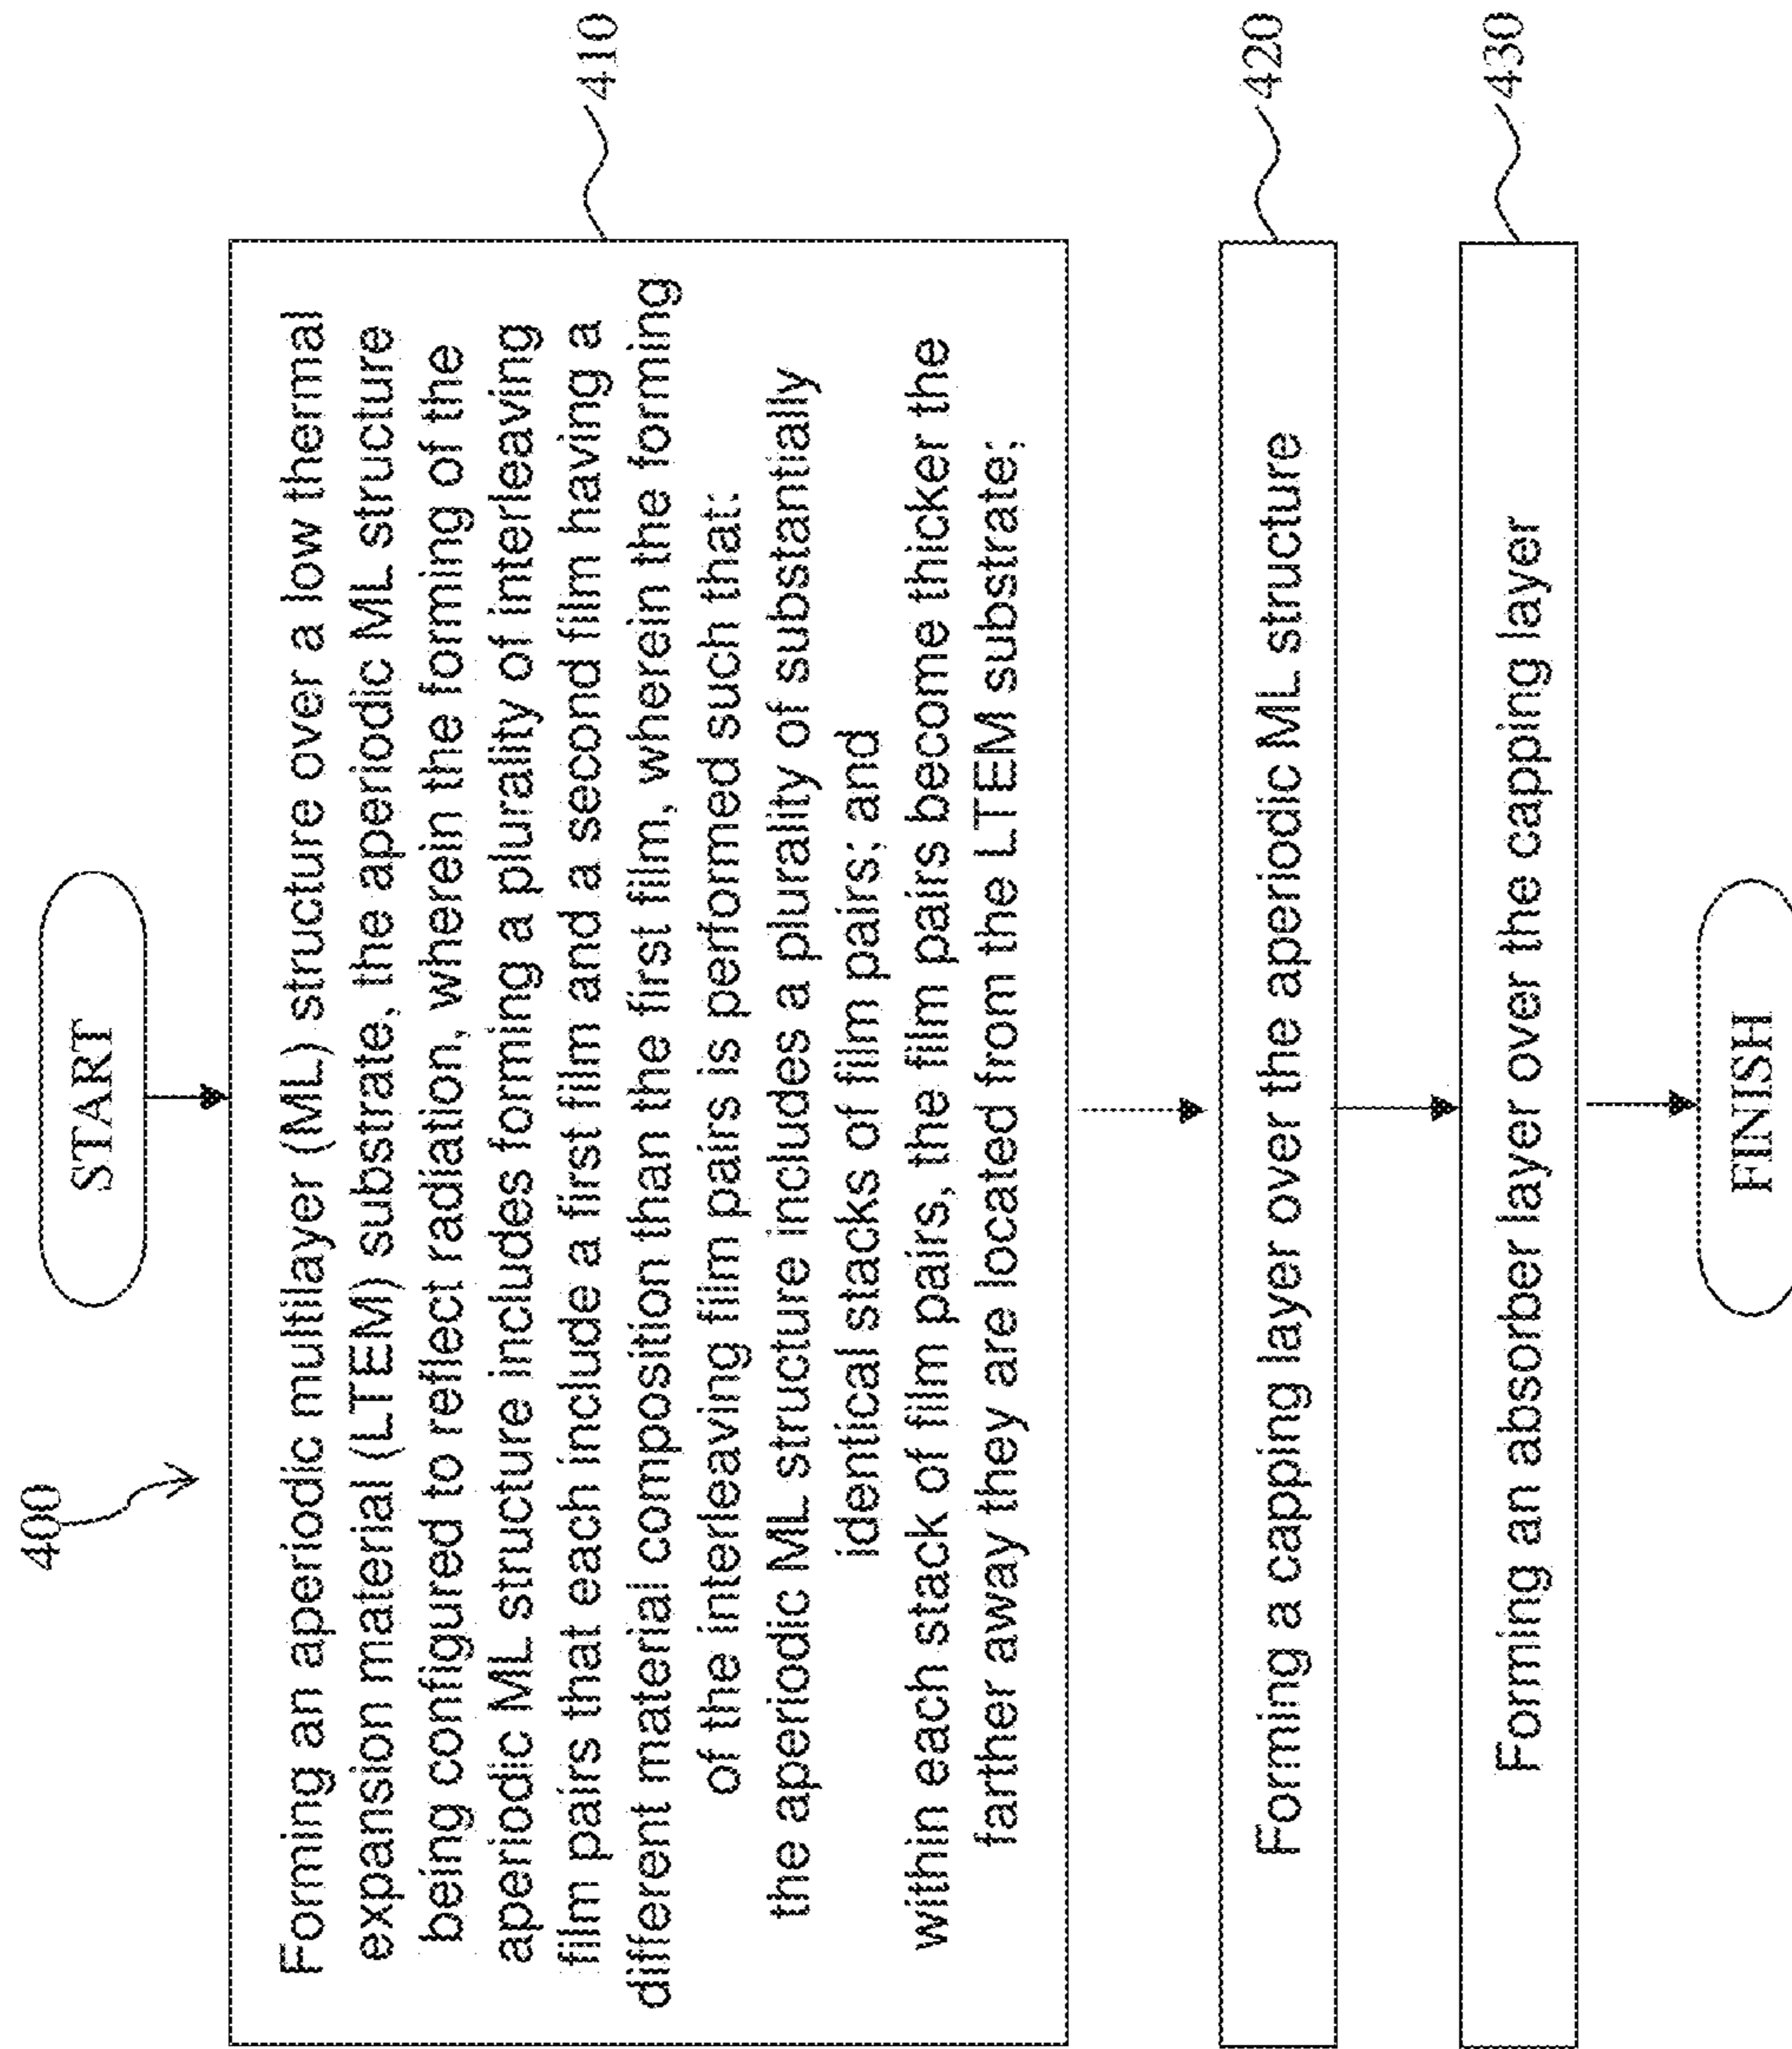 400
START
Forming an aperiodic multilayer (ML) structure over a low thermal
expansion material (LTEM) substrate, the aperiodic ML structure
being configured to reflect radiation, wherein the forming of the
aperiodic ML structure includes forming a plurality of interleaving
film pairs that each include a first film and a second film having a
different material composition than the first film, wherein the forming
of the interleaving film pairs is performed such that:
the aperiodic ML structure includes a plurality of substantially
identical stacks of film pairs; and
within each stack of film pairs, the film pairs become thicker the
farther away they are located from the LTEM substrate;
410
Forming a capping layer over the aperiodic ML structure
420
Forming an absorber layer over the capping layer
430
FINISH